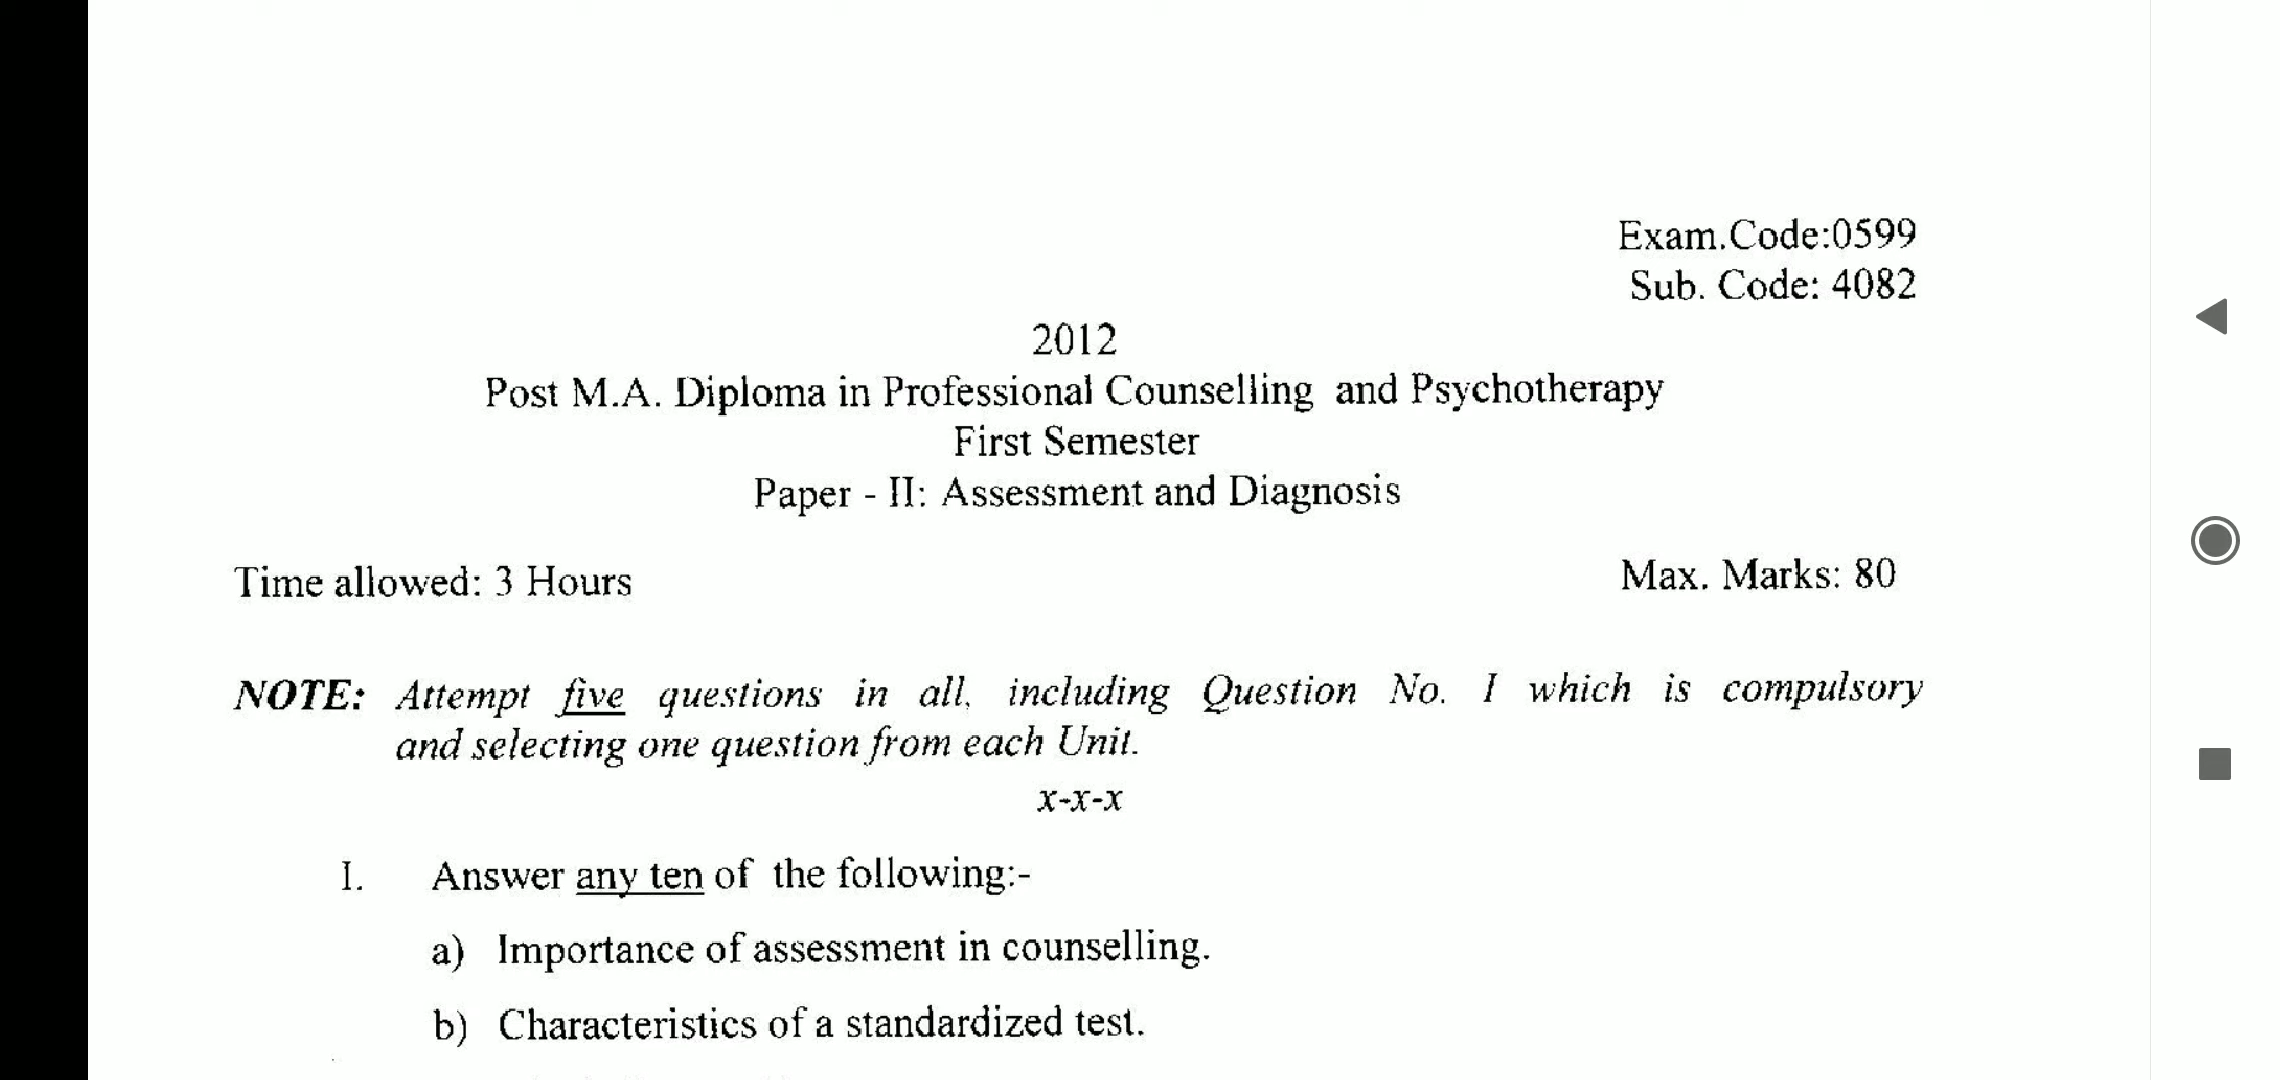 Exam.Code:0599
Sub. Code: 4082
2012
Post M.A. Diploma in Professional Counselling and Psychotherapy
First Semester
Paper - II: Assessment and Diagnosis
Time allowed: 3 Hours Max. Marks: 80
NOTE: Attempt five questions in all, including Question No. I which is compulsory
and selecting one question from each Unit.
x-x-x
I. Answer any ten of the following:-
a) Importance of assessment in counselling.
b) Characteristics of a standardized test.